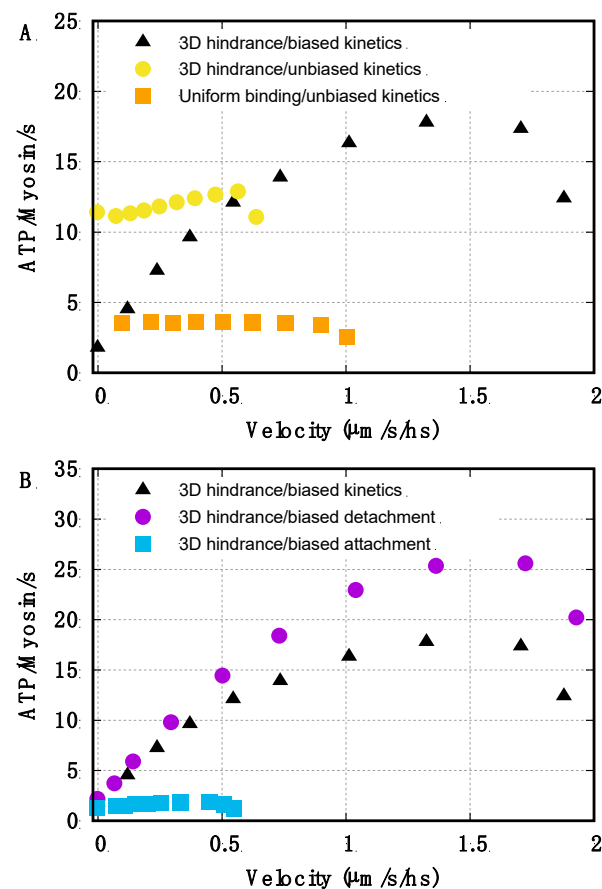 A
25
20
15
10
5
0
ATP/Myosin/s
3D hindrance/biased kinetics
3D hindrance/unbiased kinetics
Uniform binding/unbiased kinetics
0 0.5 1 1.5 2
Velocity (μm/s/hs)
B
35
30
25
20
15
10
5
0
ATP/Myosin/s
3D hindrance/biased kinetics
3D hindrance/biased detachment
3D hindrance/biased attachment
0 0.5 1 1.5 2
Velocity (μm/s/hs)